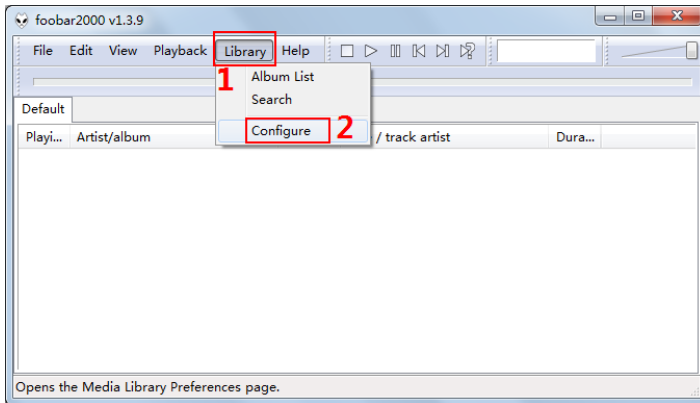 foobar2000 v1.3.9
File Edit View Playback Library Help
1
Album List
Search
Configure 2
Default
Playi... Artist/album / track artist Dura...
Opens the Media Library Preferences page.